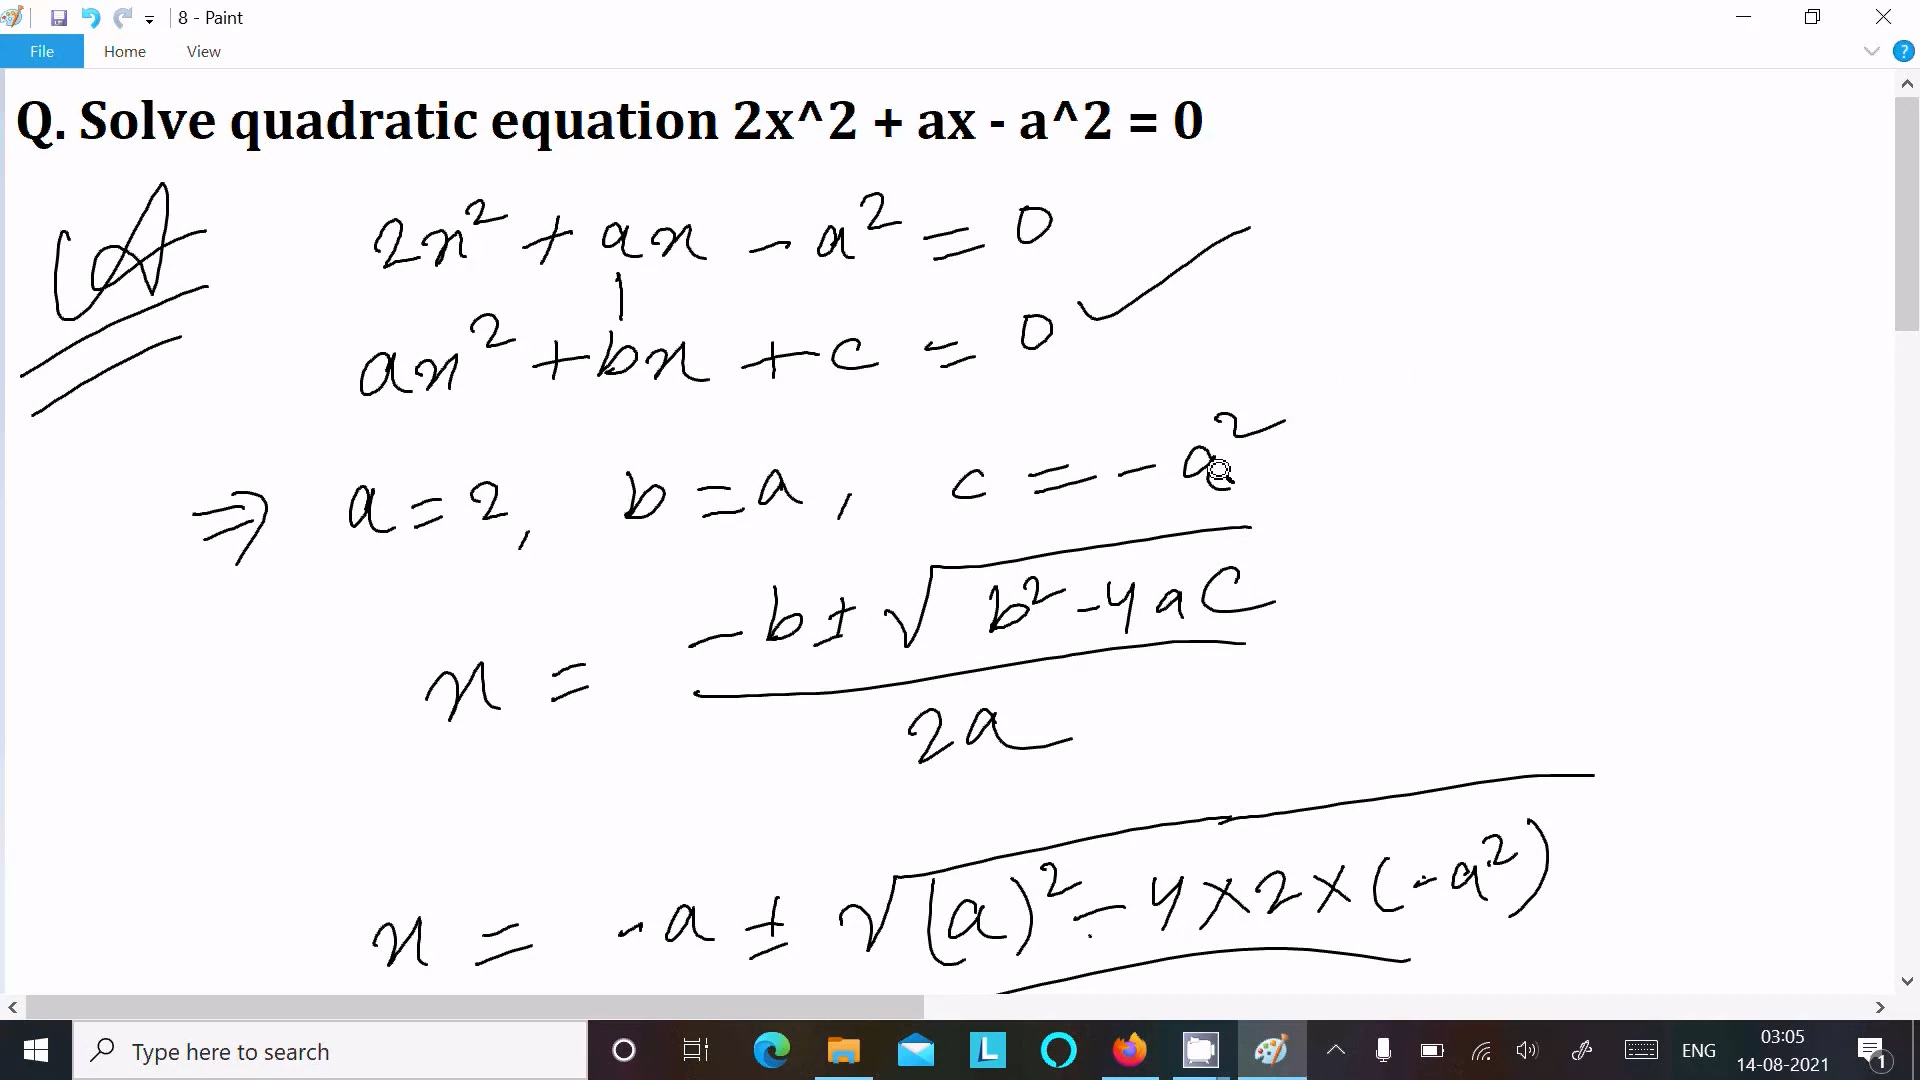 8 - Paint
File Home View
Q. Solve quadratic equation 2x^2 + ax - a^2 = 0
2x² + ax - a² = 0
ax² + bx + c = 0
⇒ a = 2, b = a, c = - a²
x = -b ± √b² - 4ac
2a
x = -a ± √(a)² - 4 × 2 × (-a²)
Type here to search
ENG
03:05
14-08-2021
1